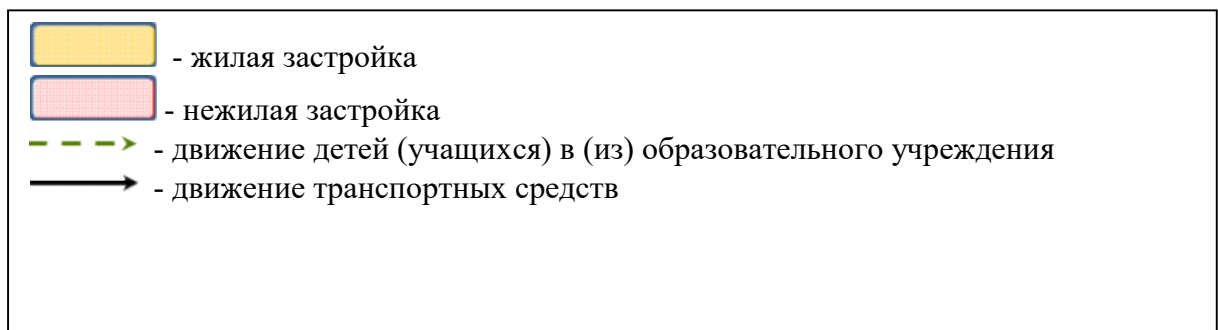 - жилая застройка
- нежилая застройка
- движение детей (учащихся) в (из) образовательного учреждения
- движение транспортных средств